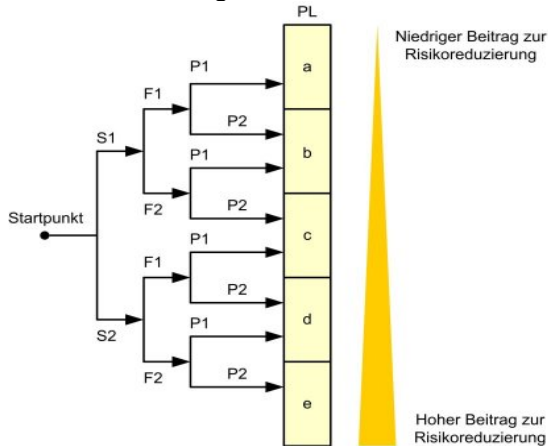 PL
Niedriger Beitrag zur
Risikoreduzierung
P1
a
F1
P2
b
S1
P1
F2
P2
c
Startpunkt
P1
F1
P2
d
S2
P1
F2
P2
e
Hoher Beitrag zur
Risikoreduzierung